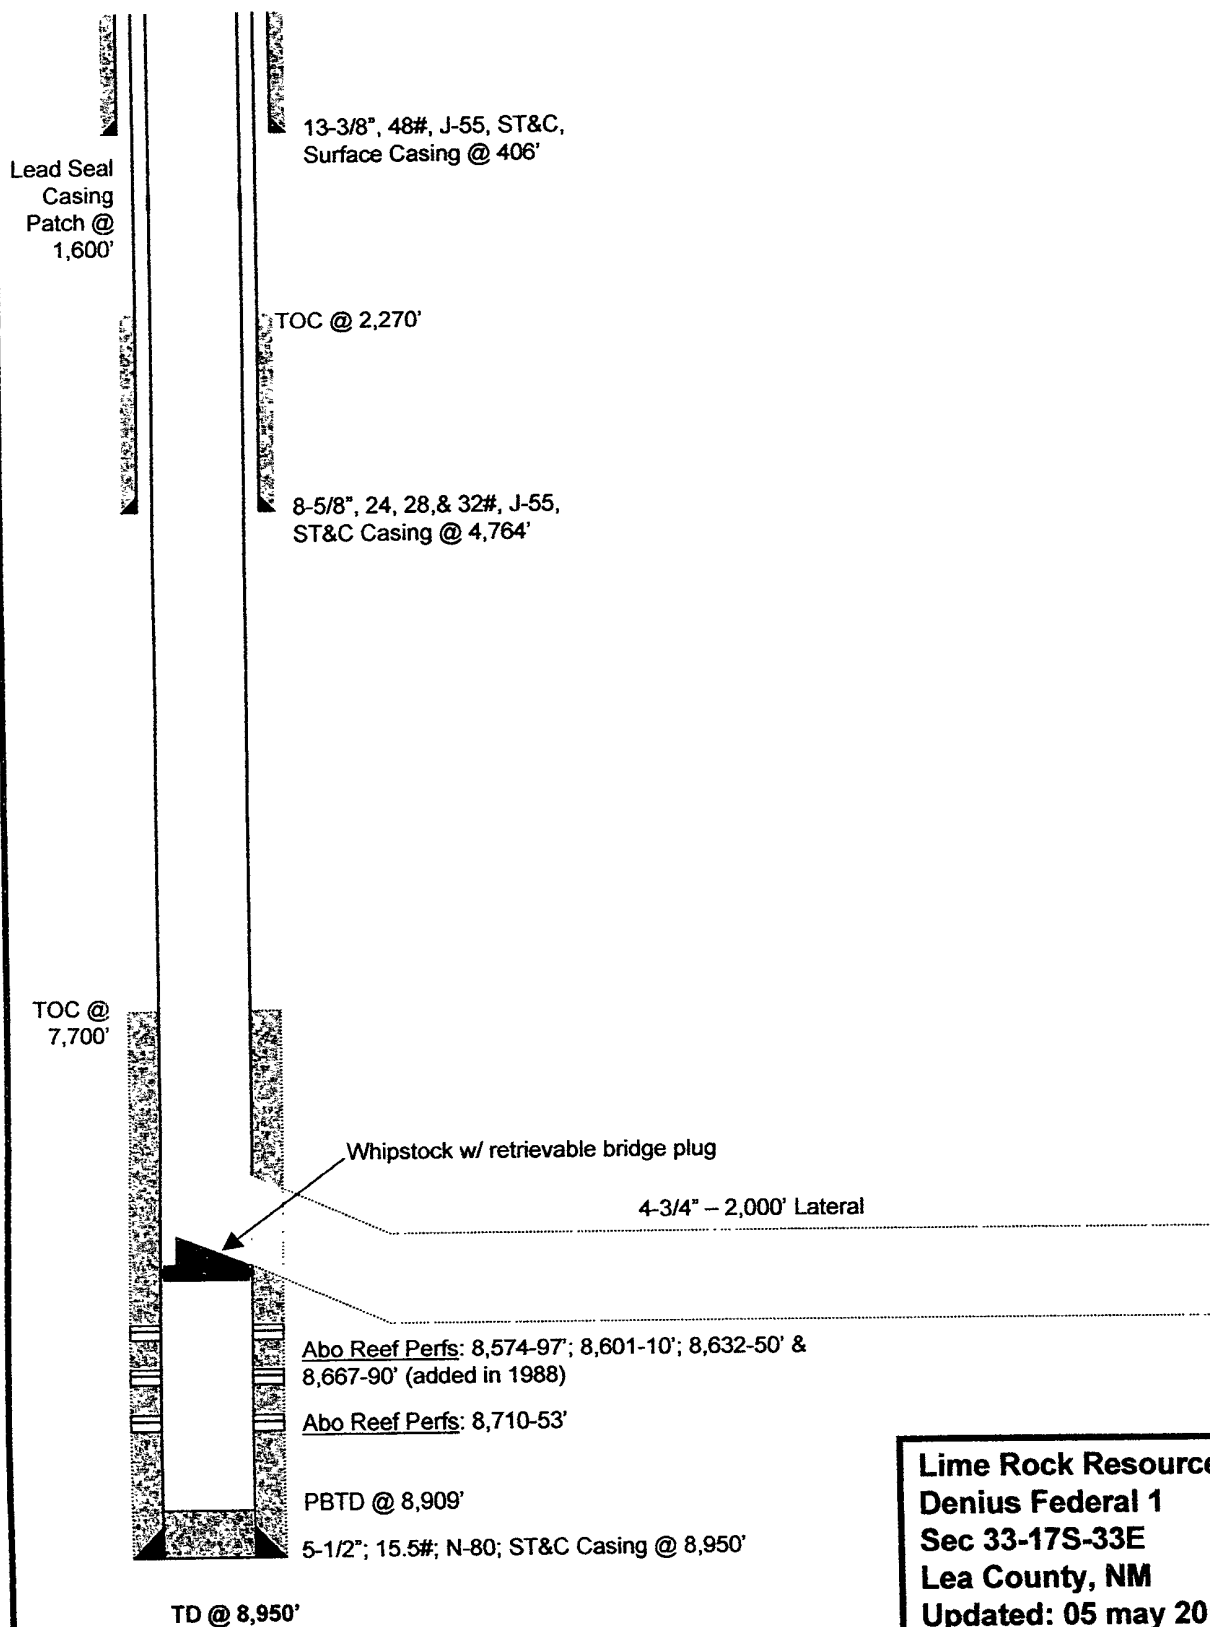 13-3/8", 48#, J-55, ST&C,
Surface Casing @ 406'
Lead Seal
Casing
Patch @
1,600'
TOC @ 2,270'
8-5/8", 24, 28,& 32#, J-55,
ST&C Casing @ 4,764'
TOC @
7,700'
Whipstock w/ retrievable bridge plug
4-3/4" – 2,000' Lateral
Abo Reef Perfs: 8,574-97'; 8,601-10'; 8,632-50' &
8,667-90' (added in 1988)
Abo Reef Perfs: 8,710-53'
PBTD @ 8,909'
5-1/2"; 15.5#; N-80; ST&C Casing @ 8,950'
TD @ 8,950'
Lime Rock Resource
Denius Federal 1
Sec 33-17S-33E
Lea County, NM
Updated: 05 may 20